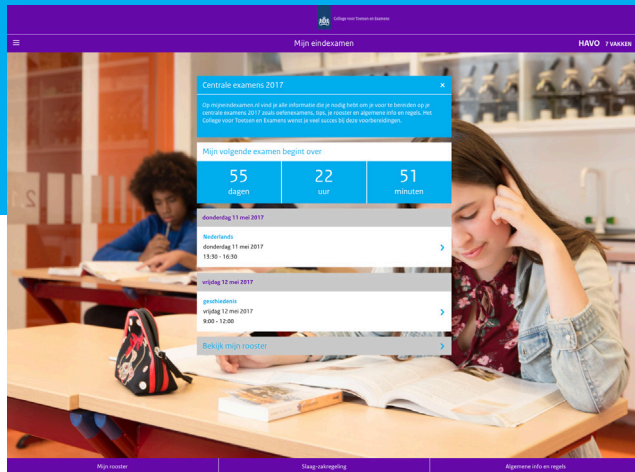 College voor Toetsen en Examens
Mijn eindexamen
HAVO 7 VAKKEN
Centrale examens 2017
Op mijneindexamen.nl vind je alle informatie die je nodig hebt om je voor te bereiden op je
centrale examens 2017 zoals oefenexamens, tips, je rooster en algemene info en regels. Het
College voor Toetsen en Examens wenst je veel succes bij deze voorbereidingen.
Mijn volgende examen begint over
55 22 51
dagen uur minuten
donderdag 11 mei 2017
Nederlands
donderdag 11 mei 2017
13:30 - 16:30
vrijdag 12 mei 2017
geschiedenis
vrijdag 12 mei 2017
9:00 - 12:00
Bekijk mijn rooster
Mijn rooster Slaag-zakregeling Algemene info en regels